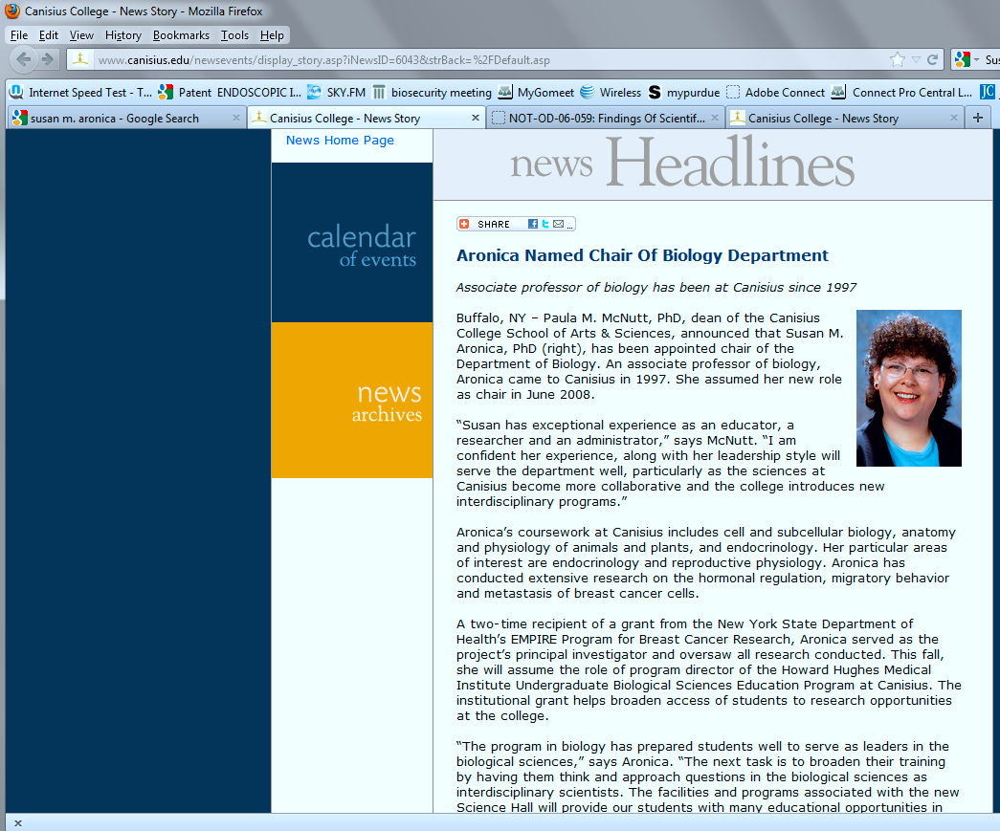 Canisius College - News Story - Mozilla Firefox
File Edit View History Bookmarks Tools Help
www.canisius.edu/newsevents/display_story.asp?iNewsID=6043&strBack=%2FDefault.asp
Internet Speed Test - T... Patent ENDOSCOPIC I... SKY.FM biosecurity meeting MyGomeet Wireless S mypurdue Adobe Connect Connect Pro Central L... JC
susan m. aronica - Google Search Canisius College - News Story NOT-OD-06-059: Findings Of Scientif... Canisius College - News Story
News Home Page
news Headlines
calendar
of events
news
archives
SHARE ...
Aronica Named Chair Of Biology Department
Associate professor of biology has been at Canisius since 1997
Buffalo, NY – Paula M. McNutt, PhD, dean of the Canisius
College School of Arts & Sciences, announced that Susan M.
Aronica, PhD (right), has been appointed chair of the
Department of Biology. An associate professor of biology,
Aronica came to Canisius in 1997. She assumed her new role
as chair in June 2008.
“Susan has exceptional experience as an educator, a
researcher and an administrator,” says McNutt. “I am
confident her experience, along with her leadership style will
serve the department well, particularly as the sciences at
Canisius become more collaborative and the college introduces new
interdisciplinary programs.”
Aronica’s coursework at Canisius includes cell and subcellular biology, anatomy
and physiology of animals and plants, and endocrinology. Her particular areas
of interest are endocrinology and reproductive physiology. Aronica has
conducted extensive research on the hormonal regulation, migratory behavior
and metastasis of breast cancer cells.
A two-time recipient of a grant from the New York State Department of
Health’s EMPIRE Program for Breast Cancer Research, Aronica served as the
project’s principal investigator and oversaw all research conducted. This fall,
she will assume the role of program director of the Howard Hughes Medical
Institute Undergraduate Biological Sciences Education Program at Canisius. The
institutional grant helps broaden access of students to research opportunities
at the college.
“The program in biology has prepared students well to serve as leaders in the
biological sciences,” says Aronica. “The next task is to broaden their training
by having them think and approach questions in the biological sciences as
interdisciplinary scientists. The facilities and programs associated with the new
Science Hall will provide our students with many educational opportunities in